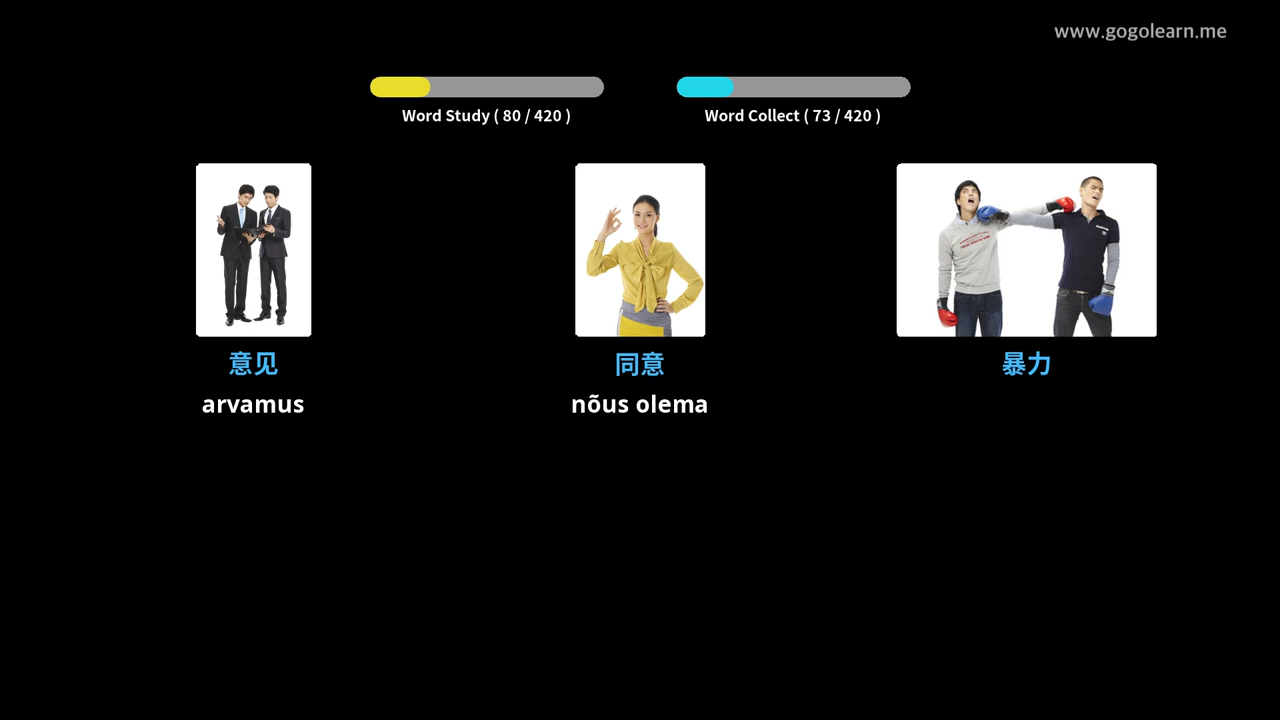 www.gogolearn.me
Word Study ( 80 / 420 )
Word Collect ( 73 / 420 )
意见
同意
暴力
arvamus
nõus olema